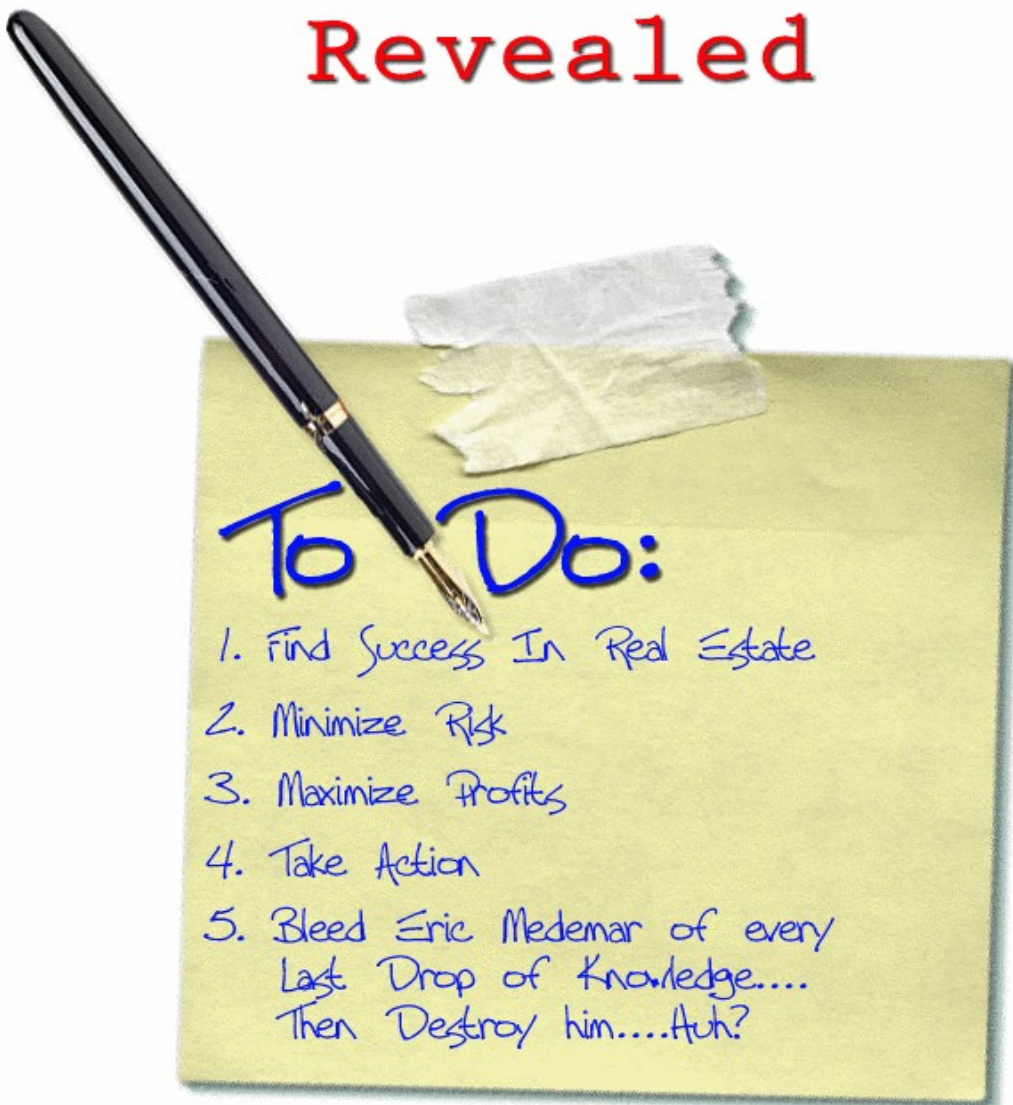 Revealed
To Do:
1. Find Success In Real Estate
2. Minimize Risk
3. Maximize Profits
4. Take Action
5. Bleed Eric Medemar of every
Last Drop of Knowledge....
Then Destroy him....Huh?